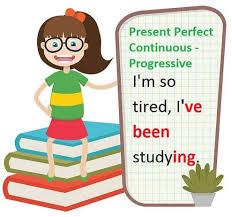 Present Perfect
Continuous -
Progressive
I'm so
tired, I've
been
studying.